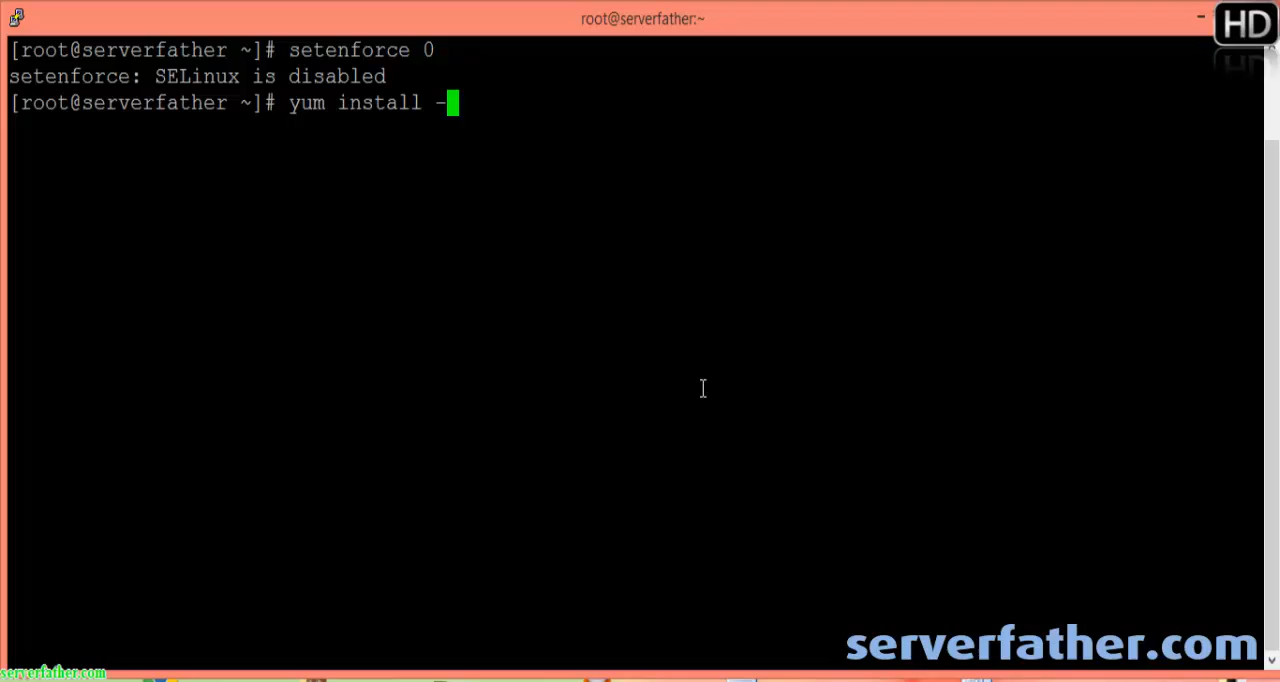 root@serverfather:~
HD
[root@serverfather ~]# setenforce 0
setenforce: SELinux is disabled
[root@serverfather ~]# yum install -
serverfather.com
serverfather.com